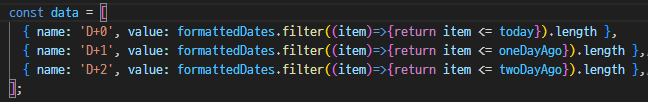 const data = [
{ name: 'D+0', value: formattedDates.filter((item)=>{return item <= today}).length },
{ name: 'D+1', value: formattedDates.filter((item)=>{return item <= oneDayAgo}).length },
{ name: 'D+2', value: formattedDates.filter((item)=>{return item <= twoDayAgo}).length },
];